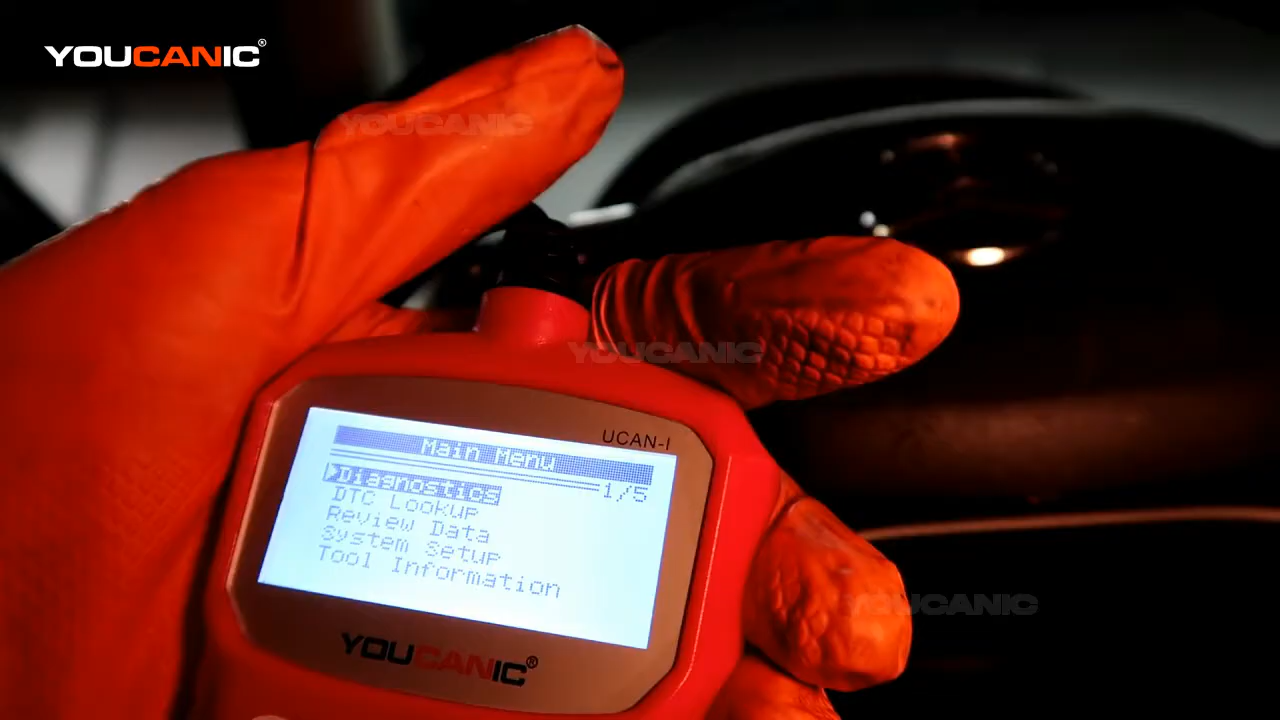 YOUCANIC®
YOUCANIC
YOUCANIC
UCAN-I
Main Menu
1/5
Diagnostics
DTC Lookup
Review Data
System Setup
Tool Information
YOUCANIC®
YOUCANIC